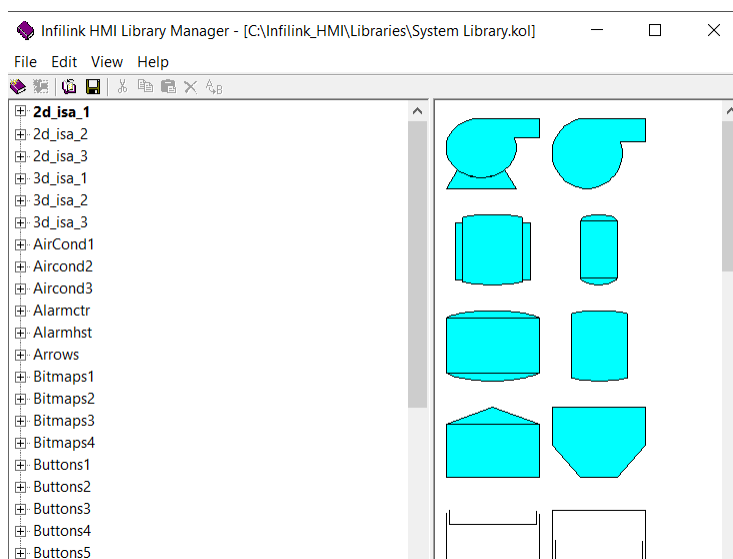 Infilink HMI Library Manager - [C:\Infilink_HMI\Libraries\System Library.kol]
File Edit View Help
2d_isa_1
2d_isa_2
2d_isa_3
3d_isa_1
3d_isa_2
3d_isa_3
AirCond1
Aircond2
Aircond3
Alarmctr
Alarmhst
Arrows
Bitmaps1
Bitmaps2
Bitmaps3
Bitmaps4
Buttons1
Buttons2
Buttons3
Buttons4
Buttons5